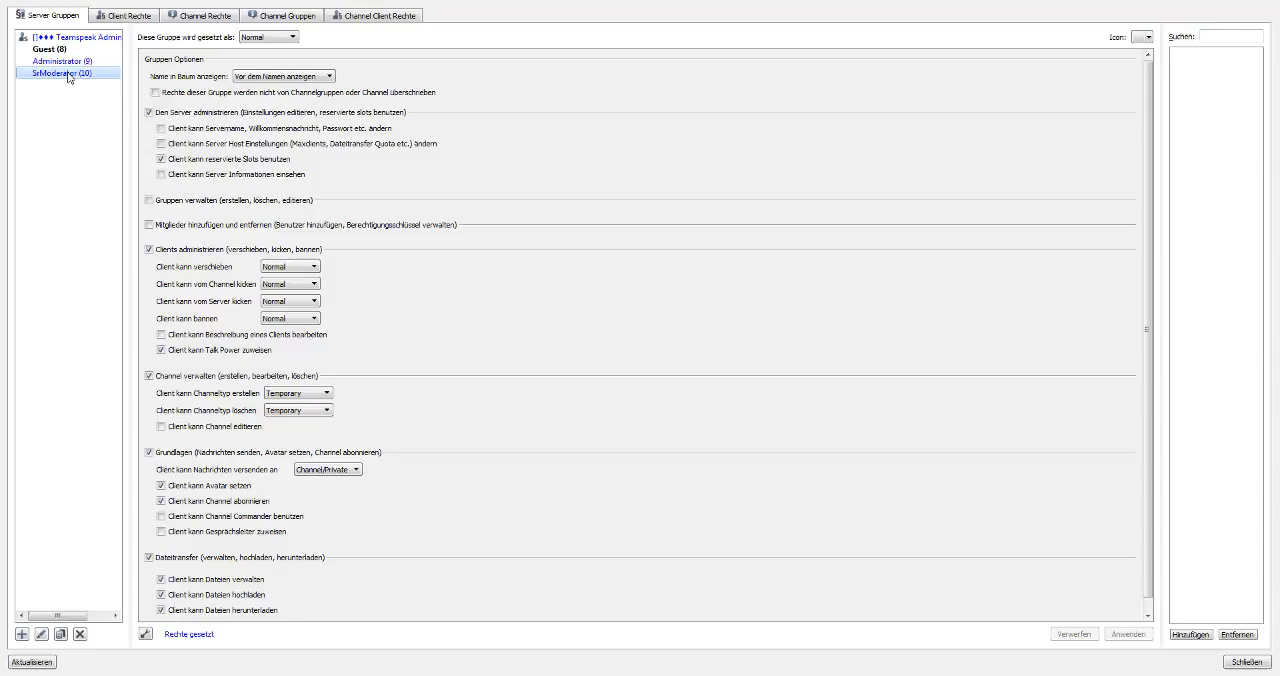 Server Gruppen
Client Rechte
Channel Rechte
Channel Gruppen
Channel Client Rechte
Teamspeak Admin
Guest (8)
Administrator (9)
SrModerator (10)
Diese Gruppe wird gesetzt als: Normal
Icon:
Suchen:
Gruppen Optionen
Name in Baum anzeigen: Vor dem Namen anzeigen
Rechte dieser Gruppe werden nicht von Channelgruppen oder Channel überschrieben
Den Server administrieren (Einstellungen editieren, reservierte slots benutzen)
Client kann Servername, Willkommensnachricht, Passwort etc. ändern
Client kann Server Host Einstellungen (Maxclients, Dateitransfer Quota etc.) ändern
Client kann reservierte Slots benutzen
Client kann Server Informationen einsehen
Gruppen verwalten (erstellen, löschen, editieren)
Mitglieder hinzufügen und entfernen (Benutzer hinzufügen, Berechtigungsschlüssel verwalten)
Clients administrieren (verschieben, kicken, bannen)
Client kann verschieben Normal
Client kann vom Channel kicken Normal
Client kann vom Server kicken Normal
Client kann bannen Normal
Client kann Beschreibung eines Clients bearbeiten
Client kann Talk Power zuweisen
Channel verwalten (erstellen, bearbeiten, löschen)
Client kann Channeltyp erstellen Temporary
Client kann Channeltyp löschen Temporary
Client kann Channel editieren
Grundlagen (Nachrichten senden, Avatar setzen, Channel abonnieren)
Client kann Nachrichten versenden an Channel/Private
Client kann Avatar setzen
Client kann Channel abonnieren
Client kann Channel Commander benutzen
Client kann Gesprächsleiter zuweisen
Dateitransfer (verwalten, hochladen, herunterladen)
Client kann Dateien verwalten
Client kann Dateien hochladen
Client kann Dateien herunterladen
Rechte gesetzt
Verwerfen
Anwenden
Hinzufügen
Entfernen
Aktualisieren
Schließen